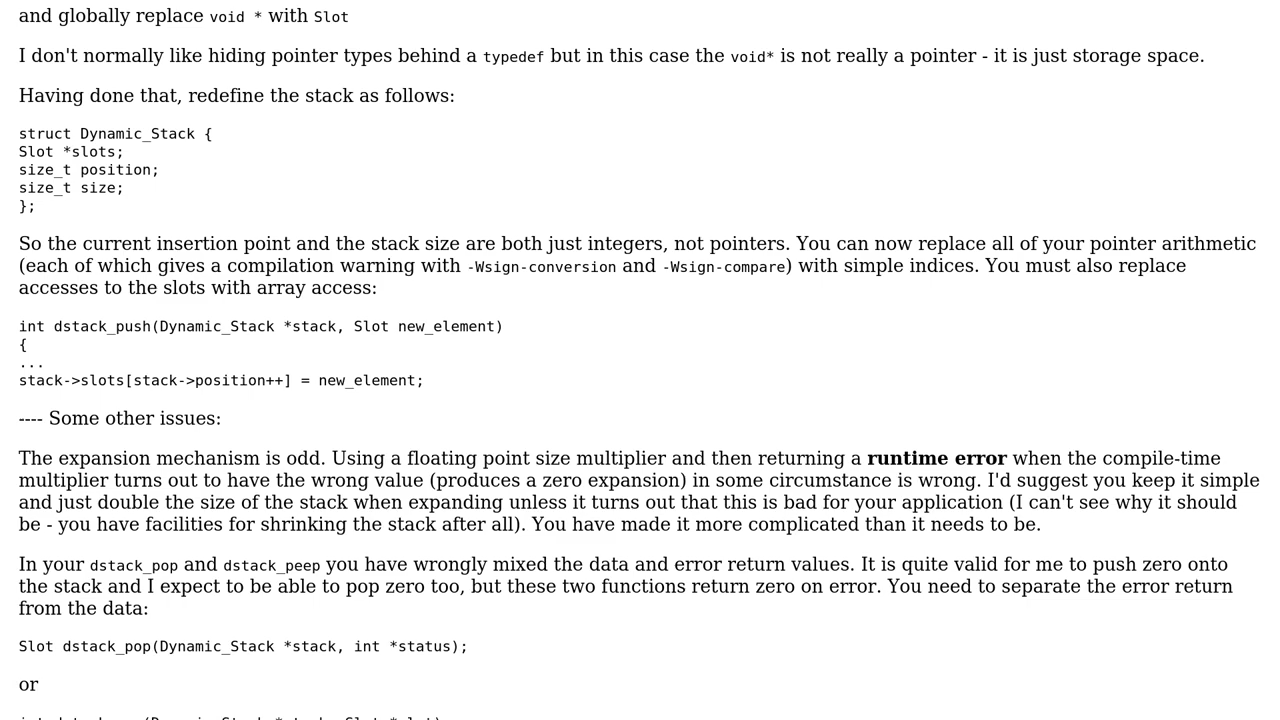 and globally replace void * with Slot
I don't normally like hiding pointer types behind a typedef but in this case the void* is not really a pointer - it is just storage space.
Having done that, redefine the stack as follows:
struct Dynamic_Stack {
Slot *slots;
size_t position;
size_t size;
};
So the current insertion point and the stack size are both just integers, not pointers. You can now replace all of your pointer arithmetic
(each of which gives a compilation warning with -Wsign-conversion and -Wsign-compare) with simple indices. You must also replace
accesses to the slots with array access:
int dstack_push(Dynamic_Stack *stack, Slot new_element)
{
...
stack->slots[stack->position++] = new_element;
---- Some other issues:
The expansion mechanism is odd. Using a floating point size multiplier and then returning a runtime error when the compile-time
multiplier turns out to have the wrong value (produces a zero expansion) in some circumstance is wrong. I'd suggest you keep it simple
and just double the size of the stack when expanding unless it turns out that this is bad for your application (I can't see why it should
be - you have facilities for shrinking the stack after all). You have made it more complicated than it needs to be.
In your dstack_pop and dstack_peep you have wrongly mixed the data and error return values. It is quite valid for me to push zero onto
the stack and I expect to be able to pop zero too, but these two functions return zero on error. You need to separate the error return
from the data:
Slot dstack_pop(Dynamic_Stack *stack, int *status);
or